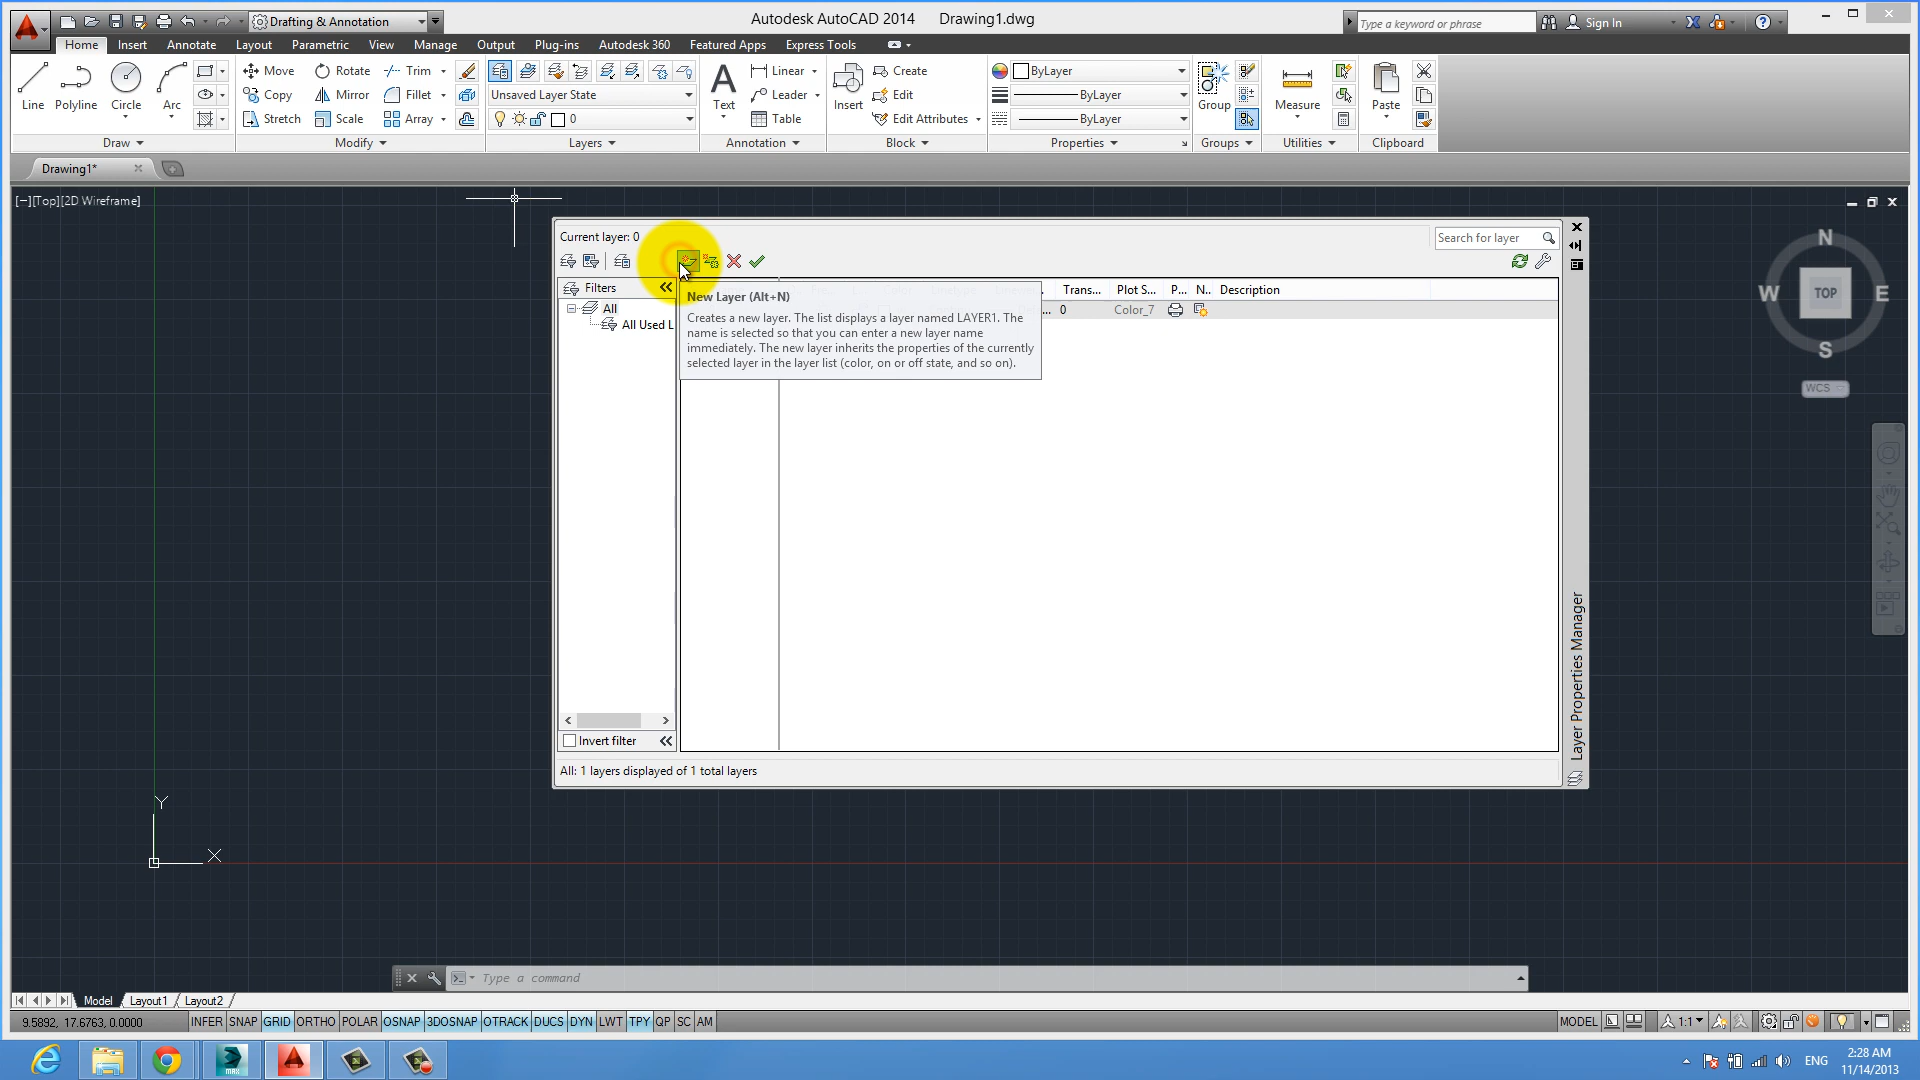 Drafting & Annotation
Autodesk AutoCAD 2014 Drawing1.dwg
Type a keyword or phrase
Sign In
Home Insert Annotate Layout Parametric View Manage Output Plug-ins Autodesk 360 Featured Apps Express Tools
Line Polyline Circle Arc
Move Rotate Trim
Copy Mirror Fillet
Stretch Scale Array
Unsaved Layer State
0
Text
Linear
Leader
Table
Insert
Create
Edit
Edit Attributes
ByLayer
ByLayer
ByLayer
Group
Measure
Paste
Draw Modify Layers Annotation Block Properties Groups Utilities Clipboard
Drawing1*
[−][Top][2D Wireframe]
Current layer: 0
Search for layer
Filters
All
All Used L
New Layer (Alt+N)
Creates a new layer. The list displays a layer named LAYER1. The
name is selected so that you can enter a new layer name
immediately. The new layer inherits the properties of the currently
selected layer in the layer list (color, on or off state, and so on).
Trans... Plot S... P... N.. Description
... 0 Color_7
Invert filter
All: 1 layers displayed of 1 total layers
Layer Properties Manager
N
W TOP E
S
WCS
Y
X
Type a command
Model Layout1 Layout2
9.5892, 17.6763, 0.0000
INFER SNAP GRID ORTHO POLAR OSNAP 3DOSNAP OTRACK DUCS DYN LWT TPY QP SC AM
MODEL 1:1
MAX
ENG
2:28 AM
11/14/2013